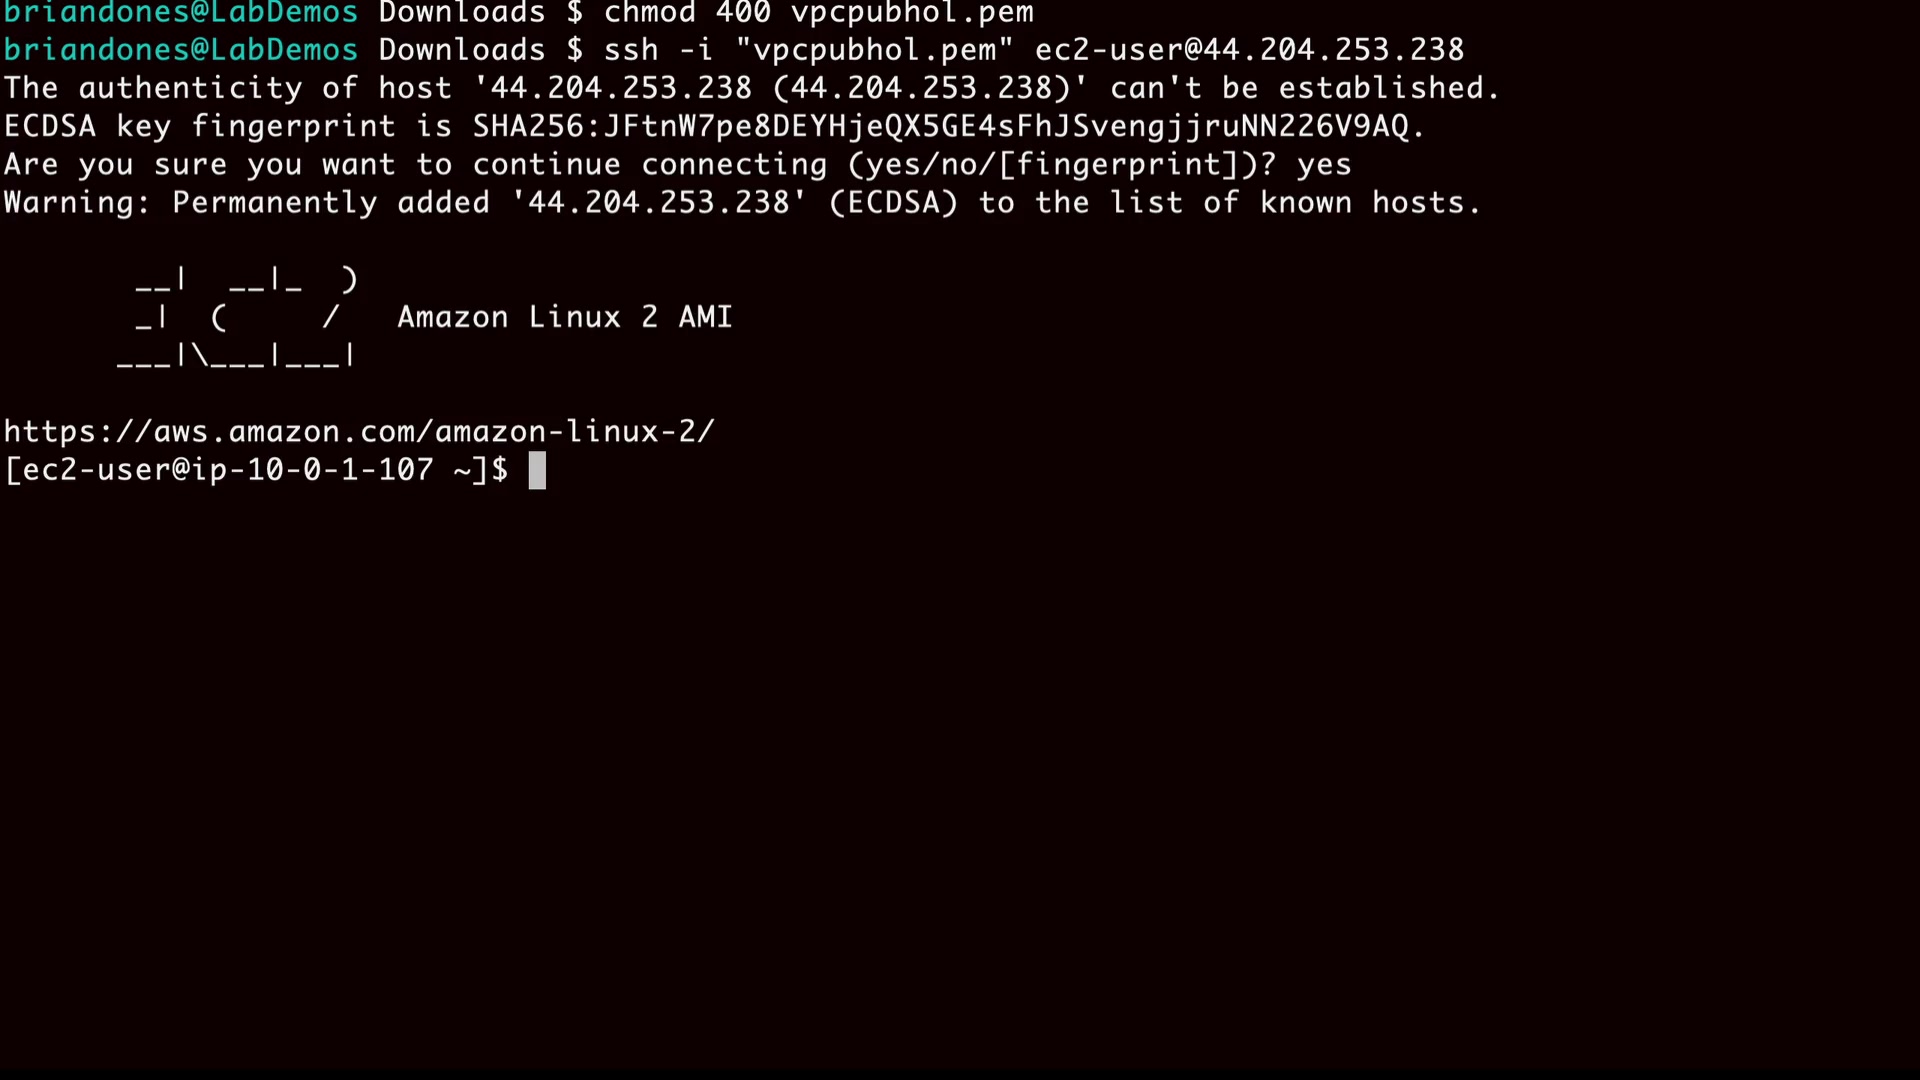 briandones@LabDemos Downloads $ chmod 400 vpcpubhol.pem
briandones@LabDemos Downloads $ ssh -i "vpcpubhol.pem" ec2-user@44.204.253.238
The authenticity of host '44.204.253.238 (44.204.253.238)' can't be established.
ECDSA key fingerprint is SHA256:JFtnW7pe8DEYHjeQX5GE4sFhJSvengjjruNN226V9AQ.
Are you sure you want to continue connecting (yes/no/[fingerprint])? yes
Warning: Permanently added '44.204.253.238' (ECDSA) to the list of known hosts.

       __|  __|_  )
       _|  (     /   Amazon Linux 2 AMI
      ___|\___|___|

https://aws.amazon.com/amazon-linux-2/
[ec2-user@ip-10-0-1-107 ~]$